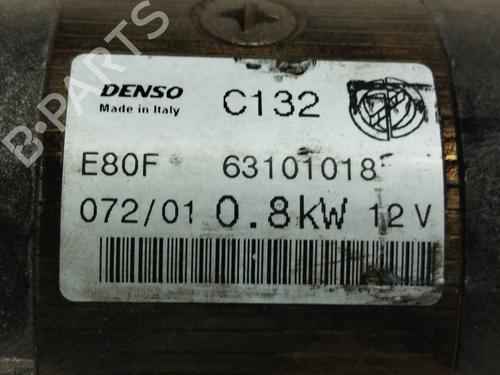 DENSO C132
Made in Italy
E80F 63101018
072/01 0.8kW 12V
B-PARTS